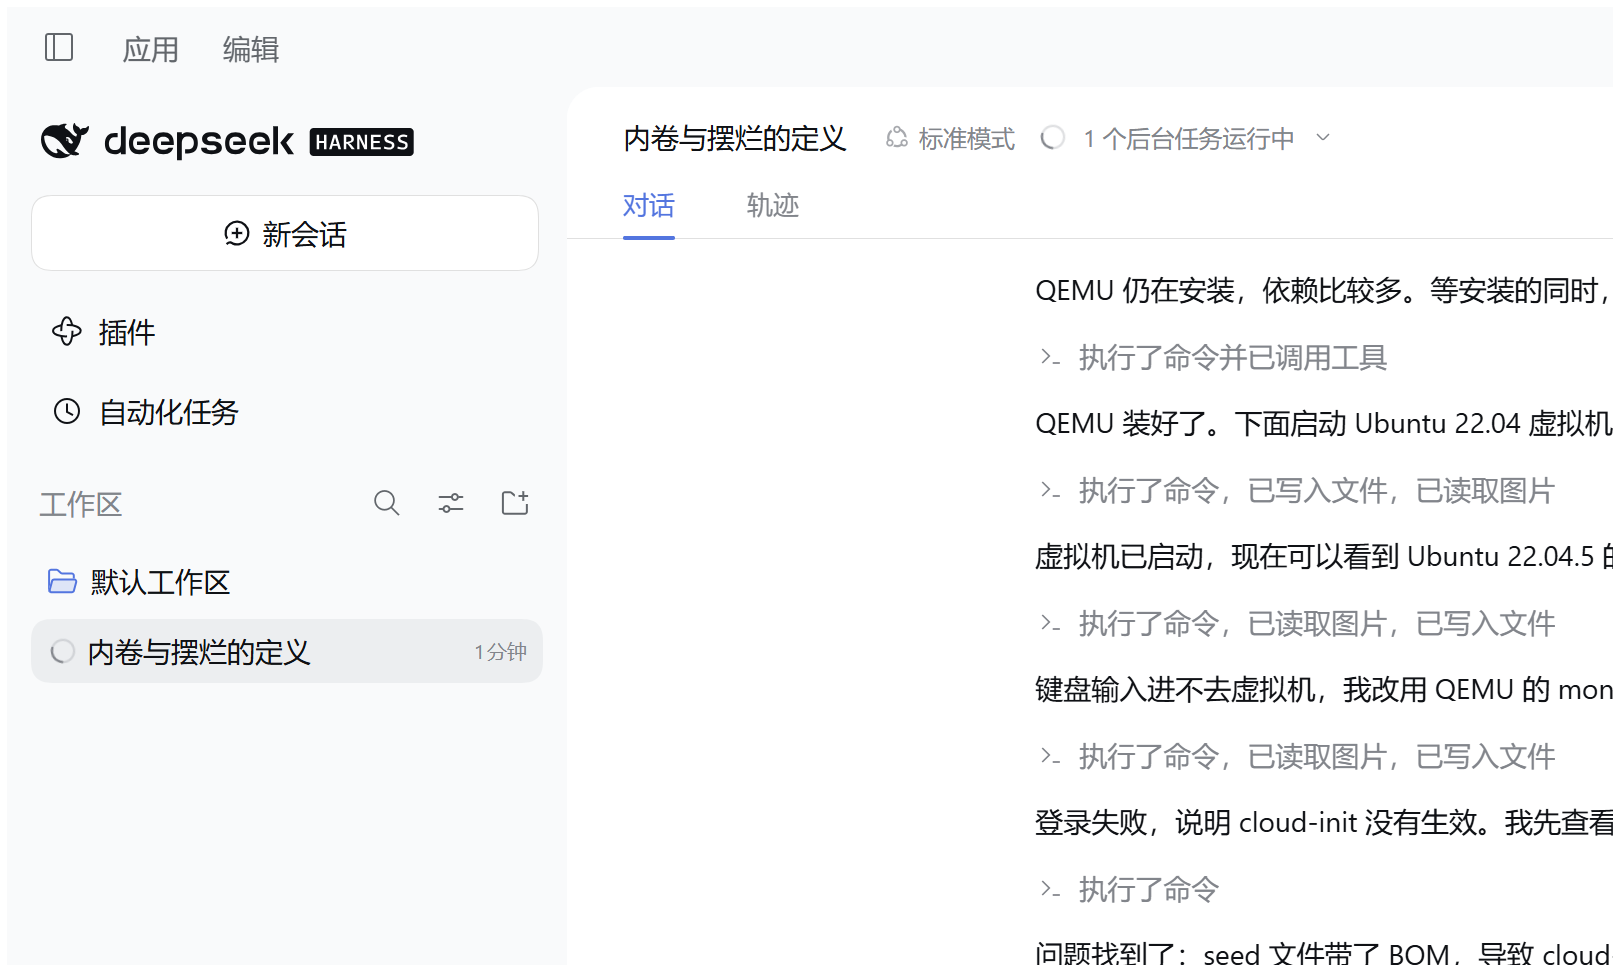 应用 编辑
deepseek HARNESS
新会话
插件
自动化任务
工作区
默认工作区
内卷与摆烂的定义 1分钟
内卷与摆烂的定义 标准模式 1 个后台任务运行中
对话 轨迹
QEMU 仍在安装，依赖比较多。等安装的同时，
执行了命令并已调用工具
QEMU 装好了。下面启动 Ubuntu 22.04 虚拟机
执行了命令，已写入文件，已读取图片
虚拟机已启动，现在可以看到 Ubuntu 22.04.5
执行了命令，已读取图片，已写入文件
键盘输入进不去虚拟机，我改用 QEMU 的 mon
执行了命令，已读取图片，已写入文件
登录失败，说明 cloud-init 没有生效。我先查看
执行了命令
问题找到了：seed 文件带了 BOM，导致 cloud-